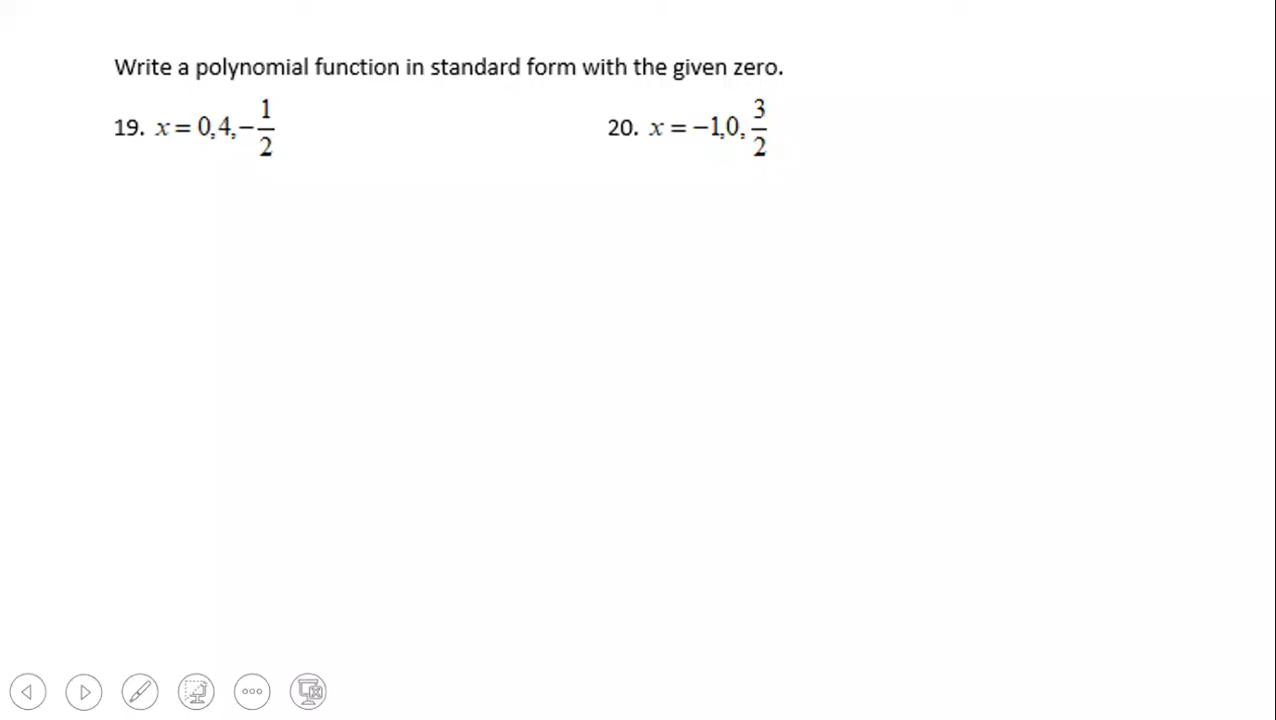 Write a polynomial function in standard form with the given zero.
19. x = 0,4,−1/2
20. x = −1,0,3/2